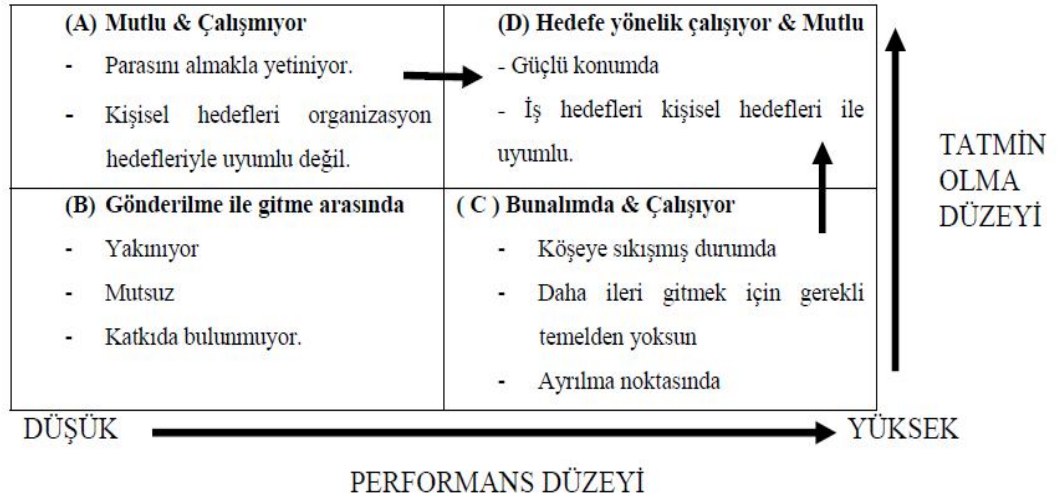 (A) Mutlu & Çalışmıyor
- Parasını almakla yetiniyor.
- Kişisel hedefleri organizasyon
hedefleriyle uyumlu değil.
(D) Hedefe yönelik çalışıyor & Mutlu
- Güçlü konumda
- İş hedefleri kişisel hedefleri ile
uyumlu.
(B) Gönderilme ile gitme arasında
- Yakınıyor
- Mutsuz
- Katkıda bulunmuyor.
( C ) Bunalımda & Çalışıyor
- Köşeye sıkışmış durumda
- Daha ileri gitmek için gerekli
temelden yoksun
- Ayrılma noktasında
TATMİN
OLMA
DÜZEYİ
DÜŞÜK
YÜKSEK
PERFORMANS DÜZEYİ